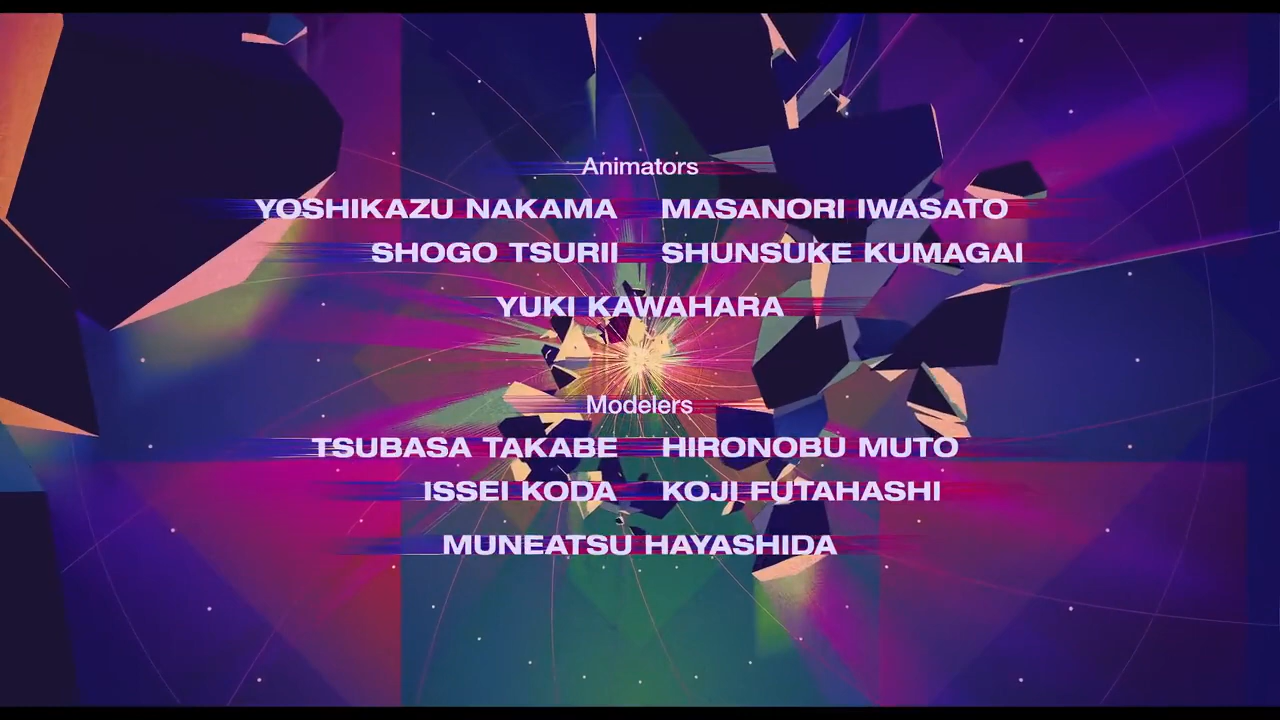 Animators
YOSHIKAZU NAKAMA MASANORI IWASATO
SHOGO TSURII SHUNSUKE KUMAGAI
YUKI KAWAHARA
Modelers
TSUBASA TAKABE HIRONOBU MUTO
ISSEI KODA KOJI FUTAHASHI
MUNEATSU HAYASHIDA